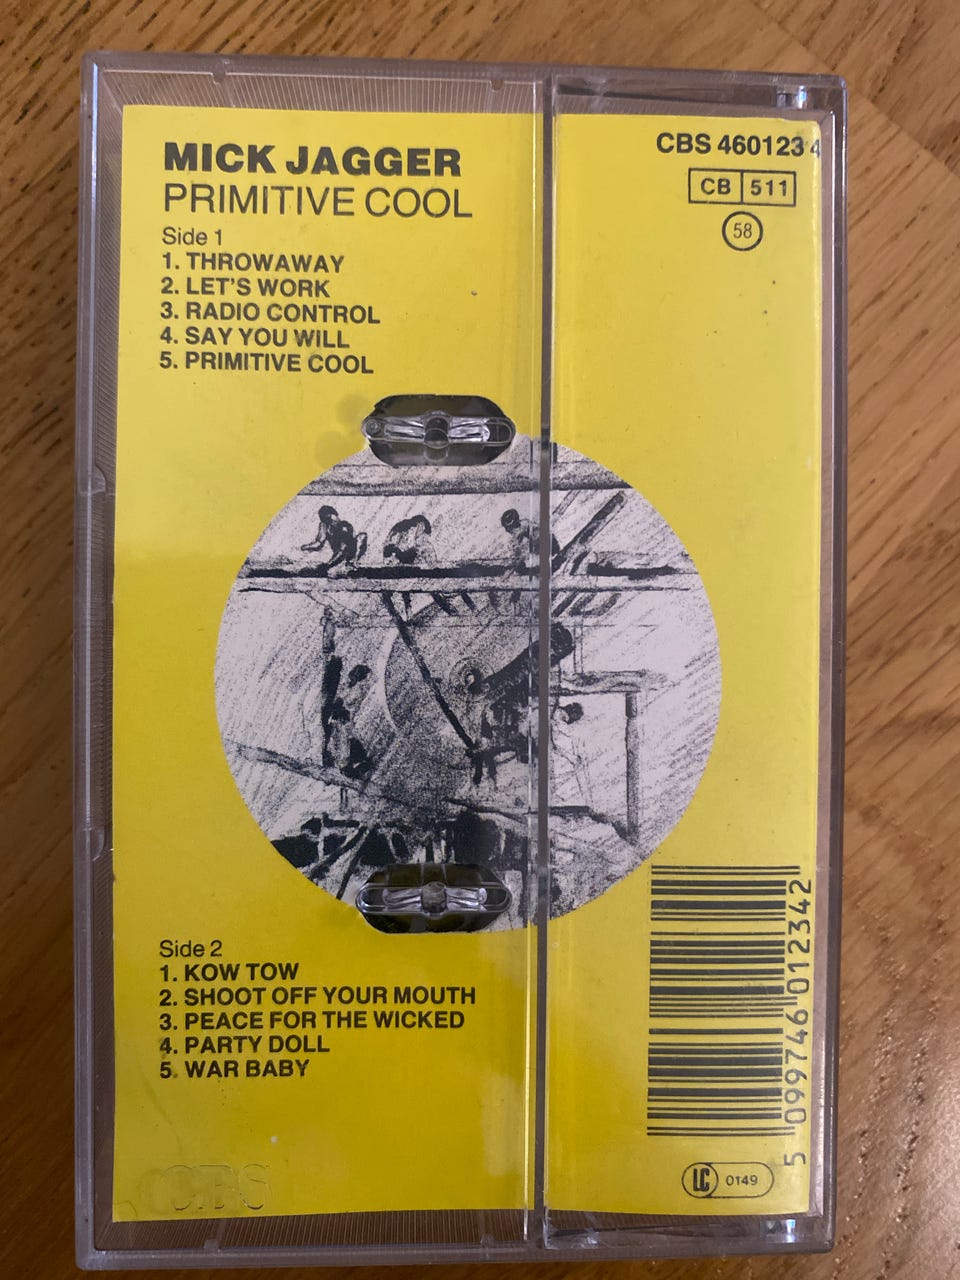 MICK JAGGER
PRIMITIVE COOL
Side 1
1. THROWAWAY
2. LET'S WORK
3. RADIO CONTROL
4. SAY YOU WILL
5. PRIMITIVE COOL
CBS 460123 4
CB 511
58
Side 2
1. KOW TOW
2. SHOOT OFF YOUR MOUTH
3. PEACE FOR THE WICKED
4. PARTY DOLL
5. WAR BABY
CBS
5 099746 012342
LC 0149